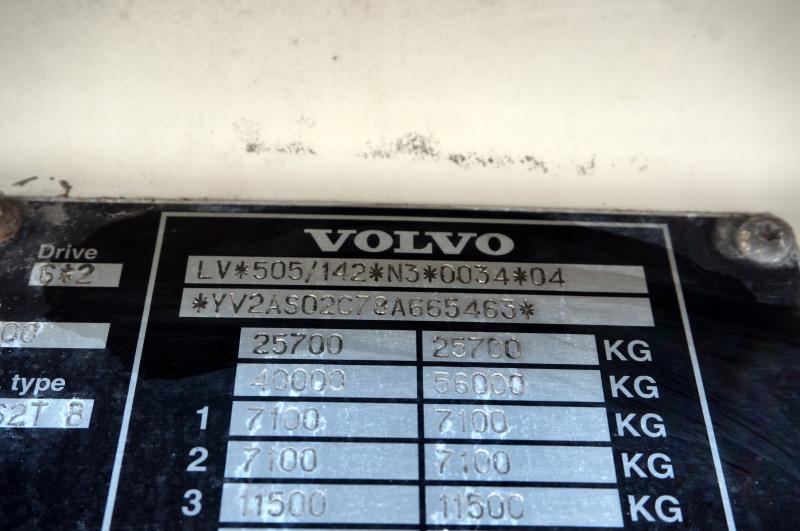 VOLVO
Drive
6*2
LV*505/142*N3*0034*04
*YV2AS02C78A665463*
00
25700 25700 KG
40000 56000 KG
type
62T B
1 7100 7100 KG
2 7100 7100 KG
3 11500 11500 KG